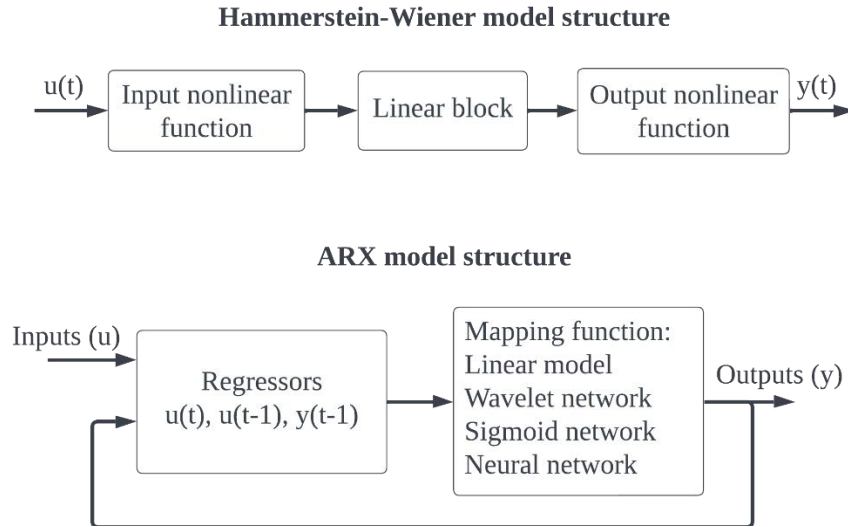 Hammerstein-Wiener model structure
u(t)
Input nonlinear
function
Linear block
Output nonlinear
function
y(t)
ARX model structure
Inputs (u)
Regressors
u(t), u(t-1), y(t-1)
Mapping function:
Linear model
Wavelet network
Sigmoid network
Neural network
Outputs (y)